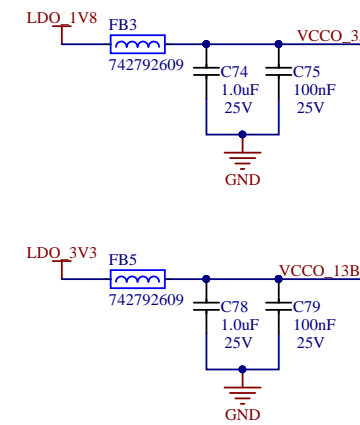 LDO_1V8
FB3
VCCO_3
742792609
C74
C75
1.0uF
100nF
25V
25V
GND
LDO_3V3
FB5
VCCO_13B
742792609
C78
C79
1.0uF
100nF
25V
25V
GND